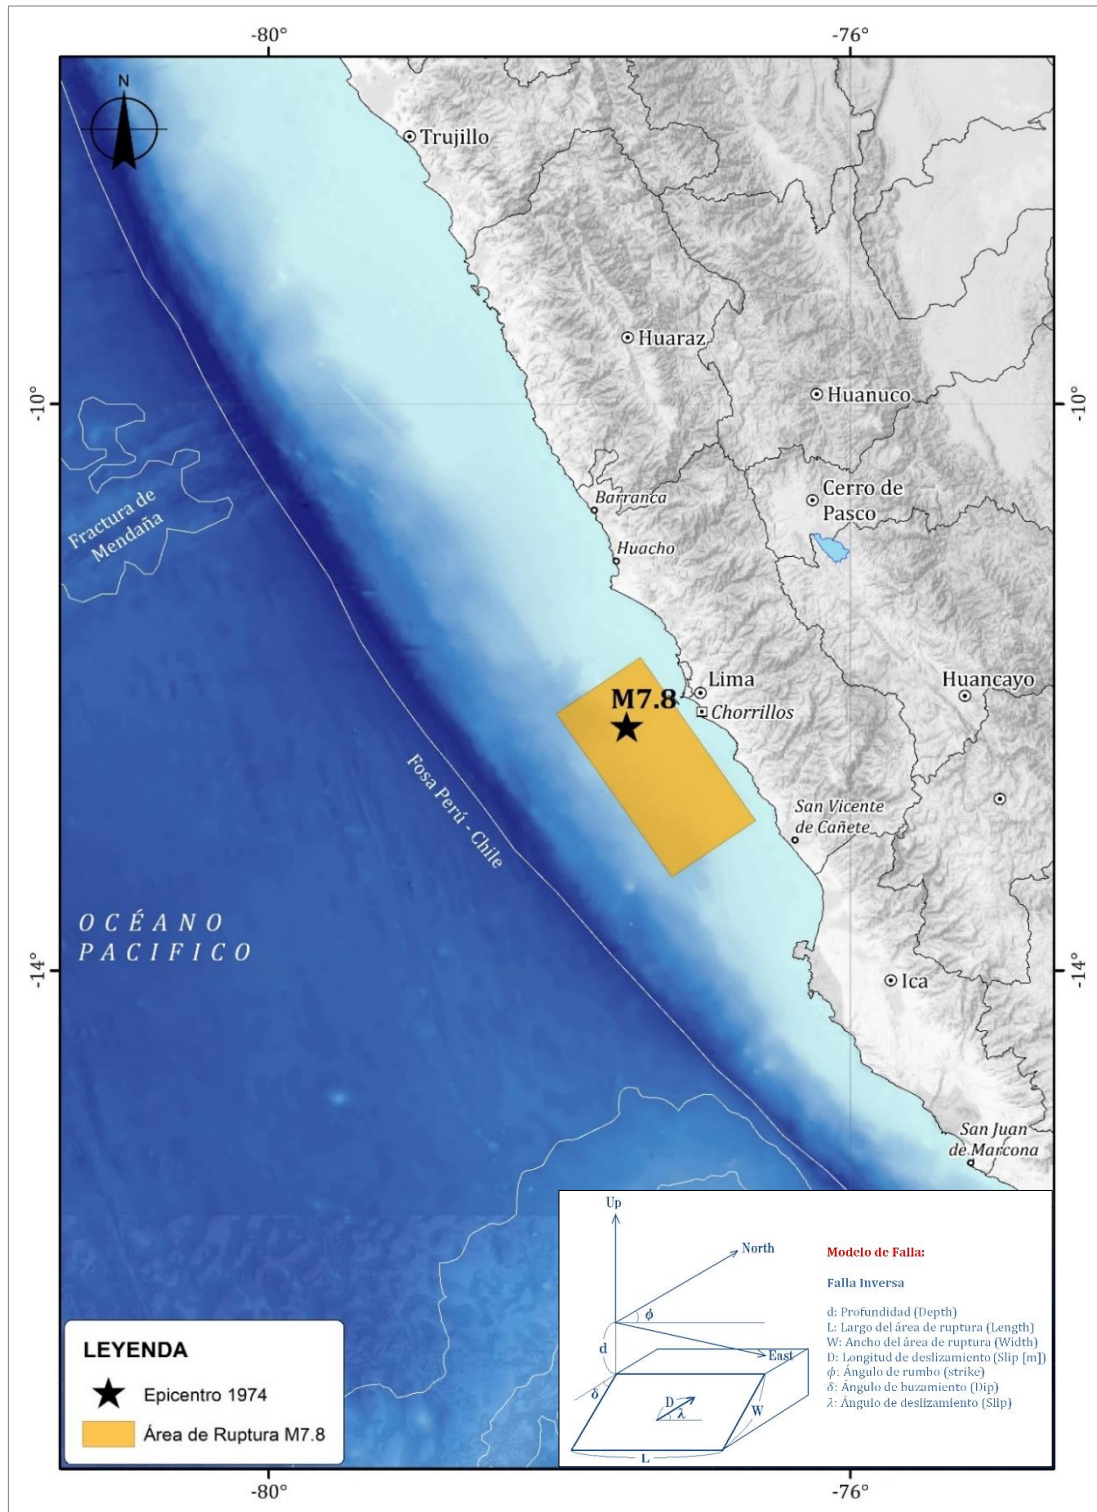 -80°
-76°
N
Trujillo
Huaraz
-10°
Huanuco
-10°
Barranca
Cerro de
Pasco
Fractura de
Mendaña
Huacho
Lima
M7.8
Chorrillos
Huancayo
Fosa Perú - Chile
San Vicente
de Cañete
OCÉANO
PACIFICO
-14°
Ica
-14°
San Juan
de Marcona
Up
North
ϕ
d
East
δ
D
λ
W
L
Modelo de Falla:
Falla Inversa
d: Profundidad (Depth)
L: Largo del área de ruptura (Length)
W: Ancho del área de ruptura (Width)
D: Longitud de deslizamiento (Slip [m])
ϕ: Ángulo de rumbo (strike)
δ: Ángulo de buzamiento (Dip)
λ: Ángulo de deslizamiento (Slip)
LEYENDA
Epicentro 1974
Área de Ruptura M7.8
-80°
-76°